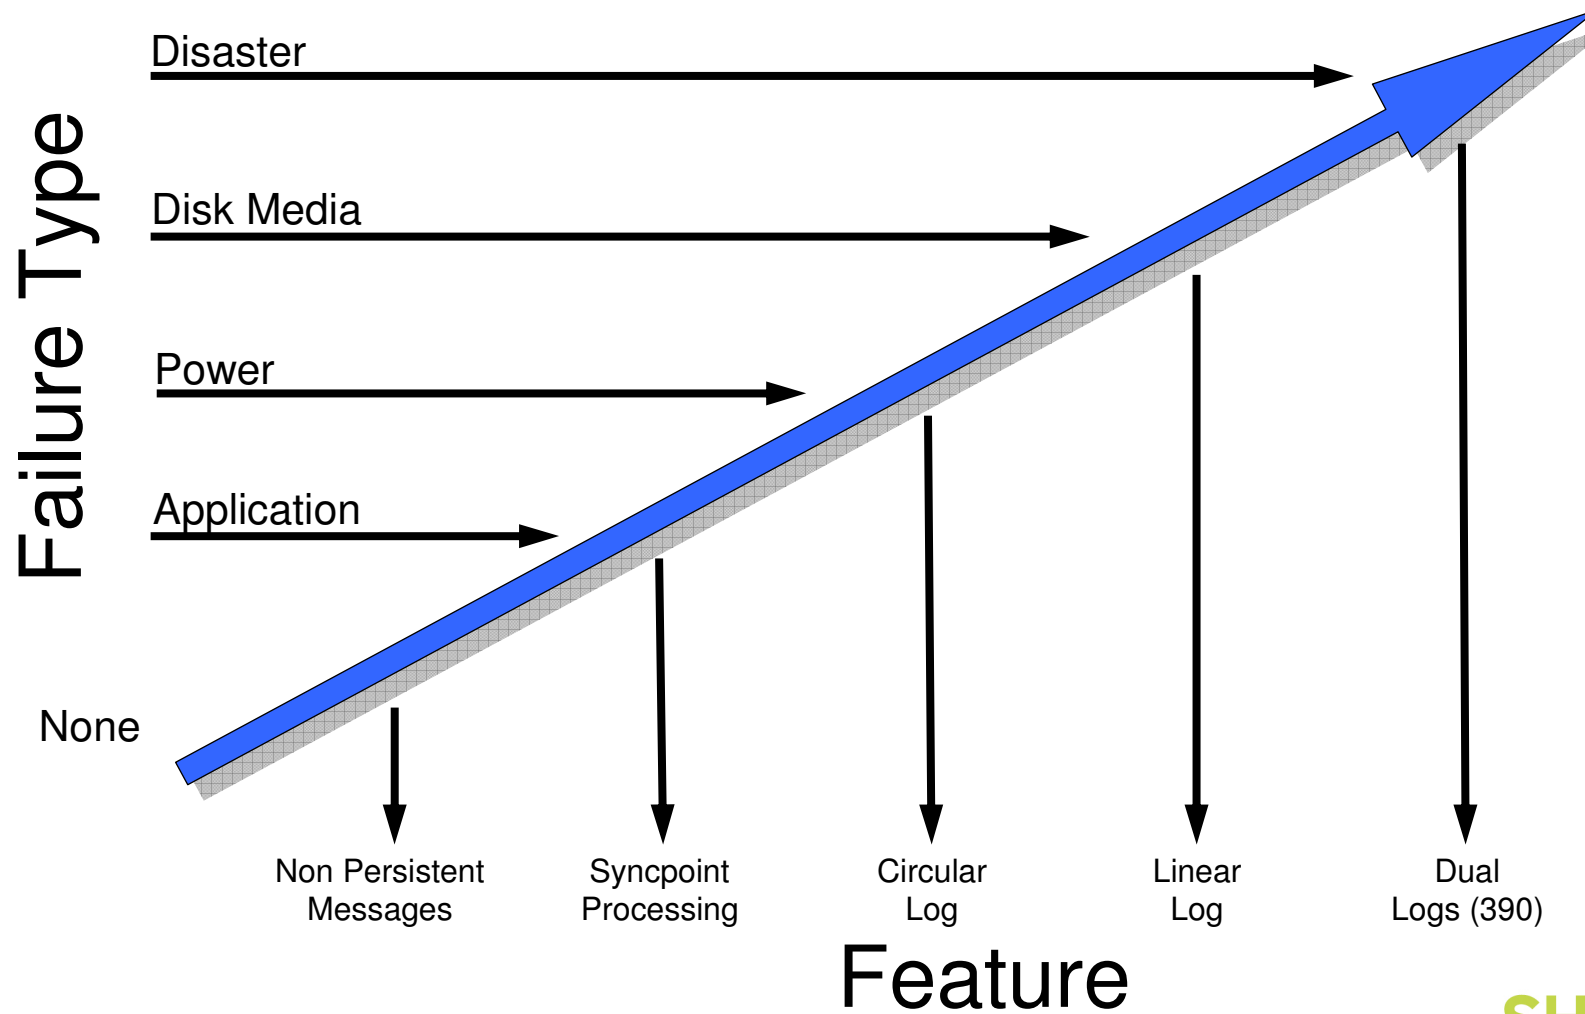 Disaster
Disk Media
Failure Type
Power
Application
None
Non Persistent
Messages
Syncpoint
Processing
Circular
Log
Linear
Log
Dual
Logs (390)
Feature